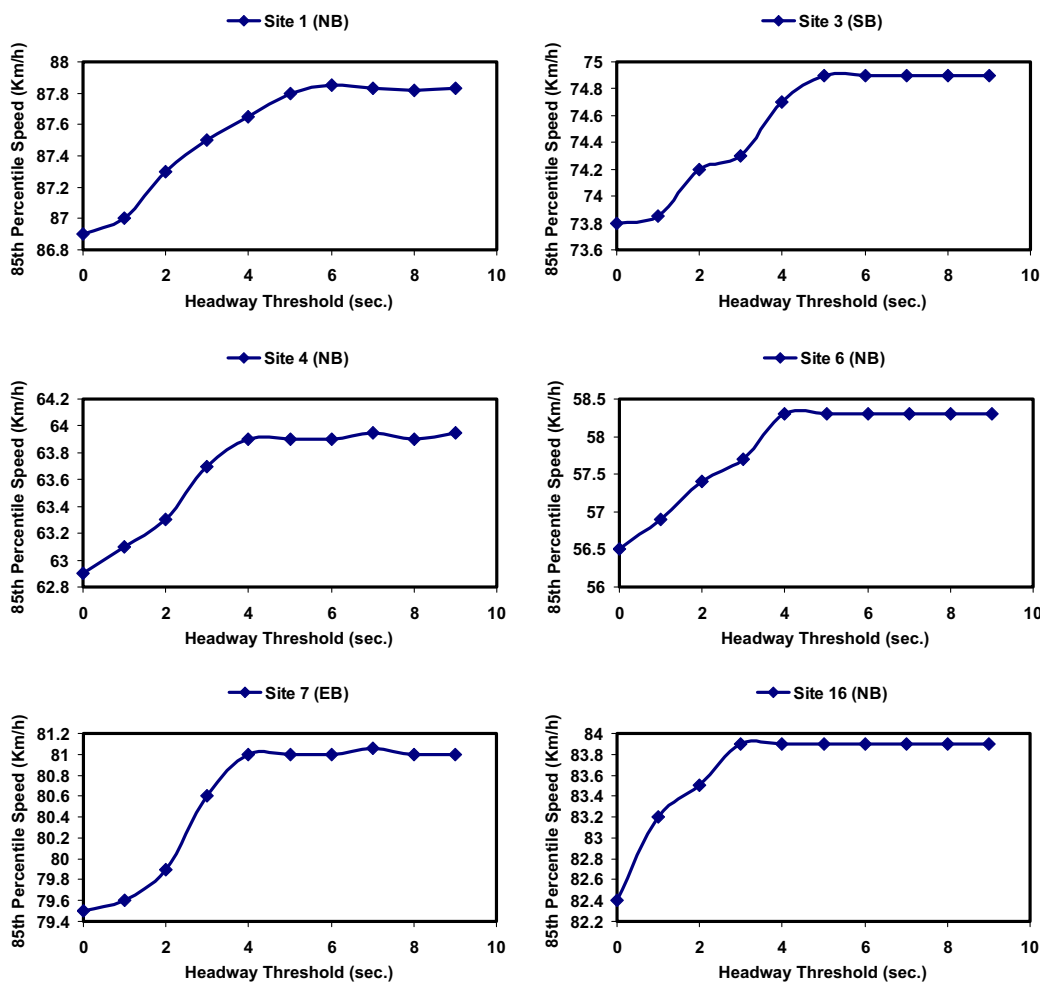 Site 1 (NB)
85th Percentile Speed (Km/h)
88
87.8
87.6
87.4
87.2
87
86.8
0 2 4 6 8 10
Headway Threshold (sec.)
Site 3 (SB)
85th Percentile Speed (Km/h)
75
74.8
74.6
74.4
74.2
74
73.8
73.6
0 2 4 6 8 10
Headway Threshold (sec.)
Site 4 (NB)
85th Percentile Speed (Km/h)
64.2
64
63.8
63.6
63.4
63.2
63
62.8
0 2 4 6 8 10
Headway Threshold (sec.)
Site 6 (NB)
85th Percentile Speed (Km/h)
58.5
58
57.5
57
56.5
56
0 2 4 6 8 10
Headway Threshold (sec.)
Site 7 (EB)
85th Percentile Speed (Km/h)
81.2
81
80.8
80.6
80.4
80.2
80
79.8
79.6
79.4
0 2 4 6 8 10
Headway Threshold (sec.)
Site 16 (NB)
85th Percentile Speed (Km/h)
84
83.8
83.6
83.4
83.2
83
82.8
82.6
82.4
82.2
0 2 4 6 8 10
Headway Threshold (sec.)